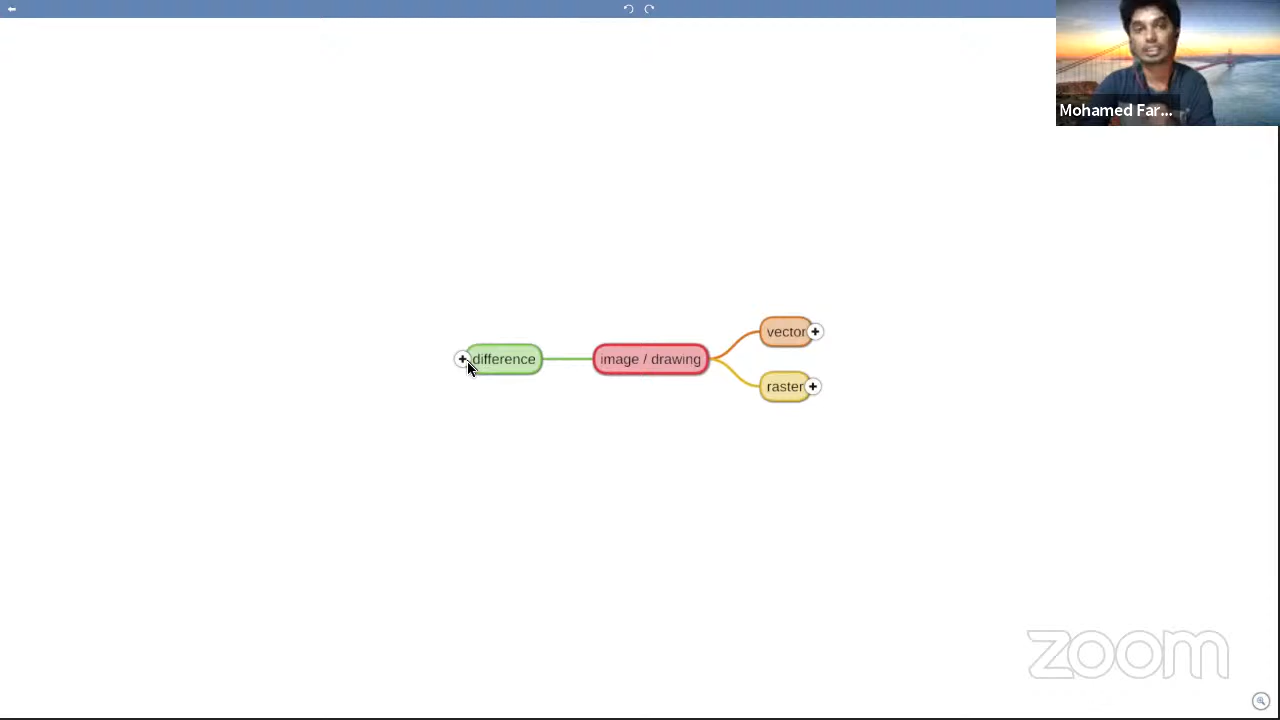 Mohamed Far...
vector
difference
image / drawing
raster
zoom